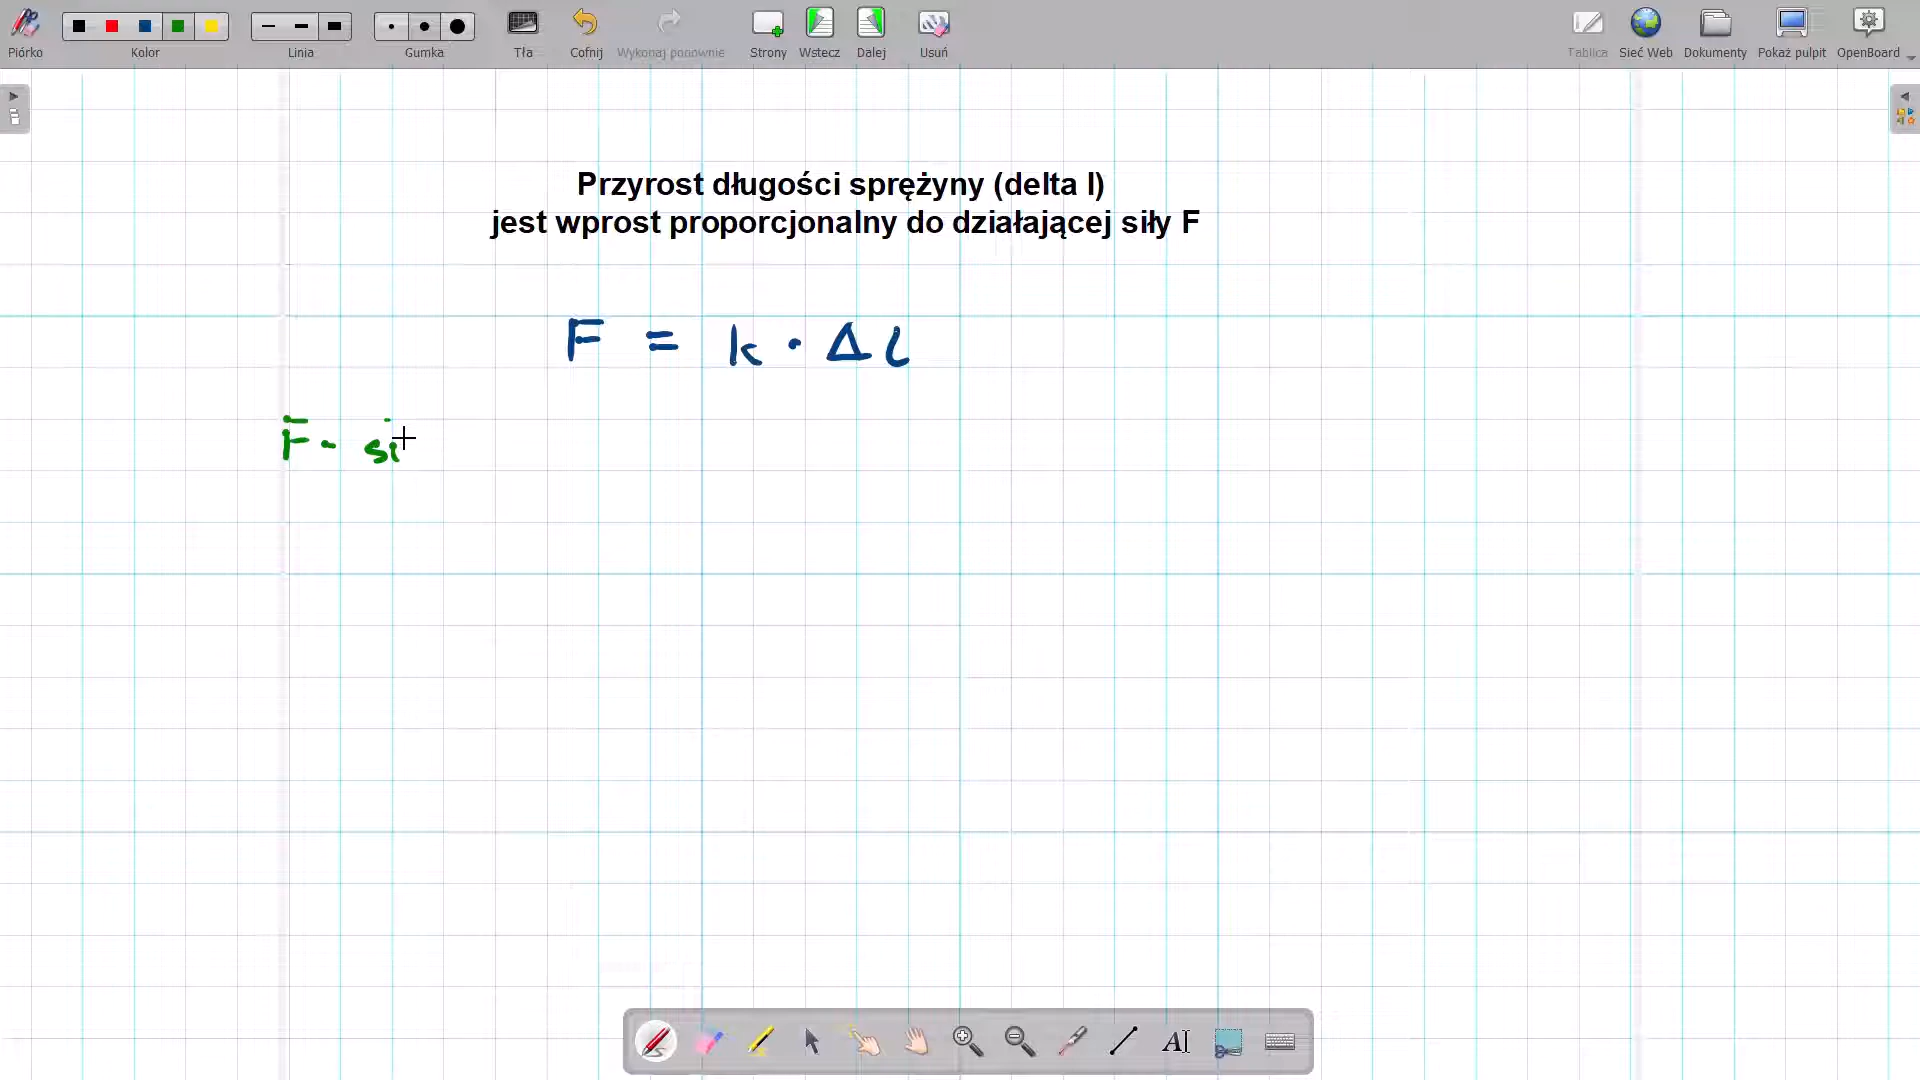 Piórko Kolor Linia Gumka Tła Cofnij Wykonaj ponownie Strony Wstecz Dalej Usuń Tablica Sieć Web Dokumenty Pokaż pulpit OpenBoard
Przyrost długości sprężyny (delta l)
jest wprost proporcjonalny do działającej siły F
F = k · Δl
F - si